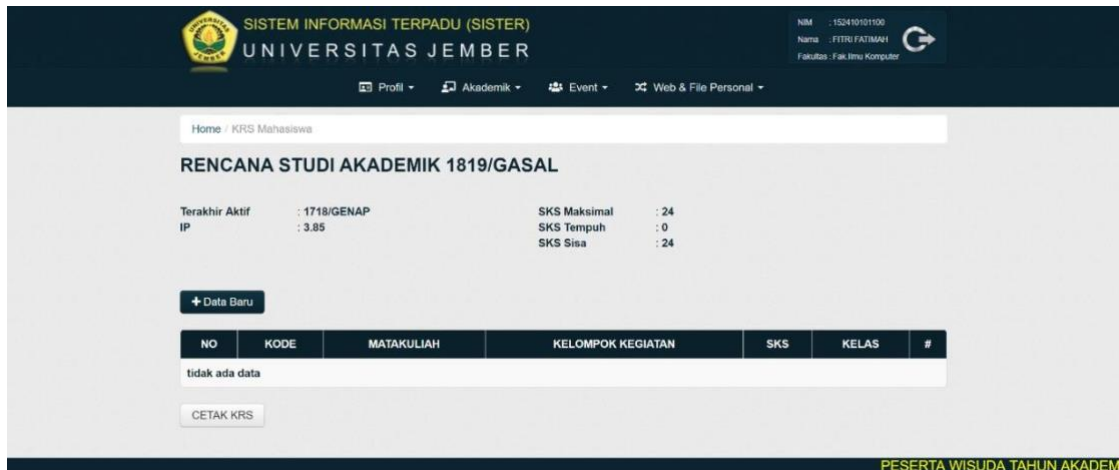 SISTEM INFORMASI TERPADU (SISTER)
UNIVERSITAS JEMBER
NIM : 152410101100
Nama : FITRI FATIMAH
Fakultas : Fak.Ilmu Komputer
Profil Akademik Event Web & File Personal
Home / KRS Mahasiswa
RENCANA STUDI AKADEMIK 1819/GASAL
Terakhir Aktif : 1718/GENAP
IP : 3.85
SKS Maksimal : 24
SKS Tempuh : 0
SKS Sisa : 24
+ Data Baru
NO KODE MATAKULIAH KELOMPOK KEGIATAN SKS KELAS #
tidak ada data
CETAK KRS
PESERTA WISUDA TAHUN AKADEM